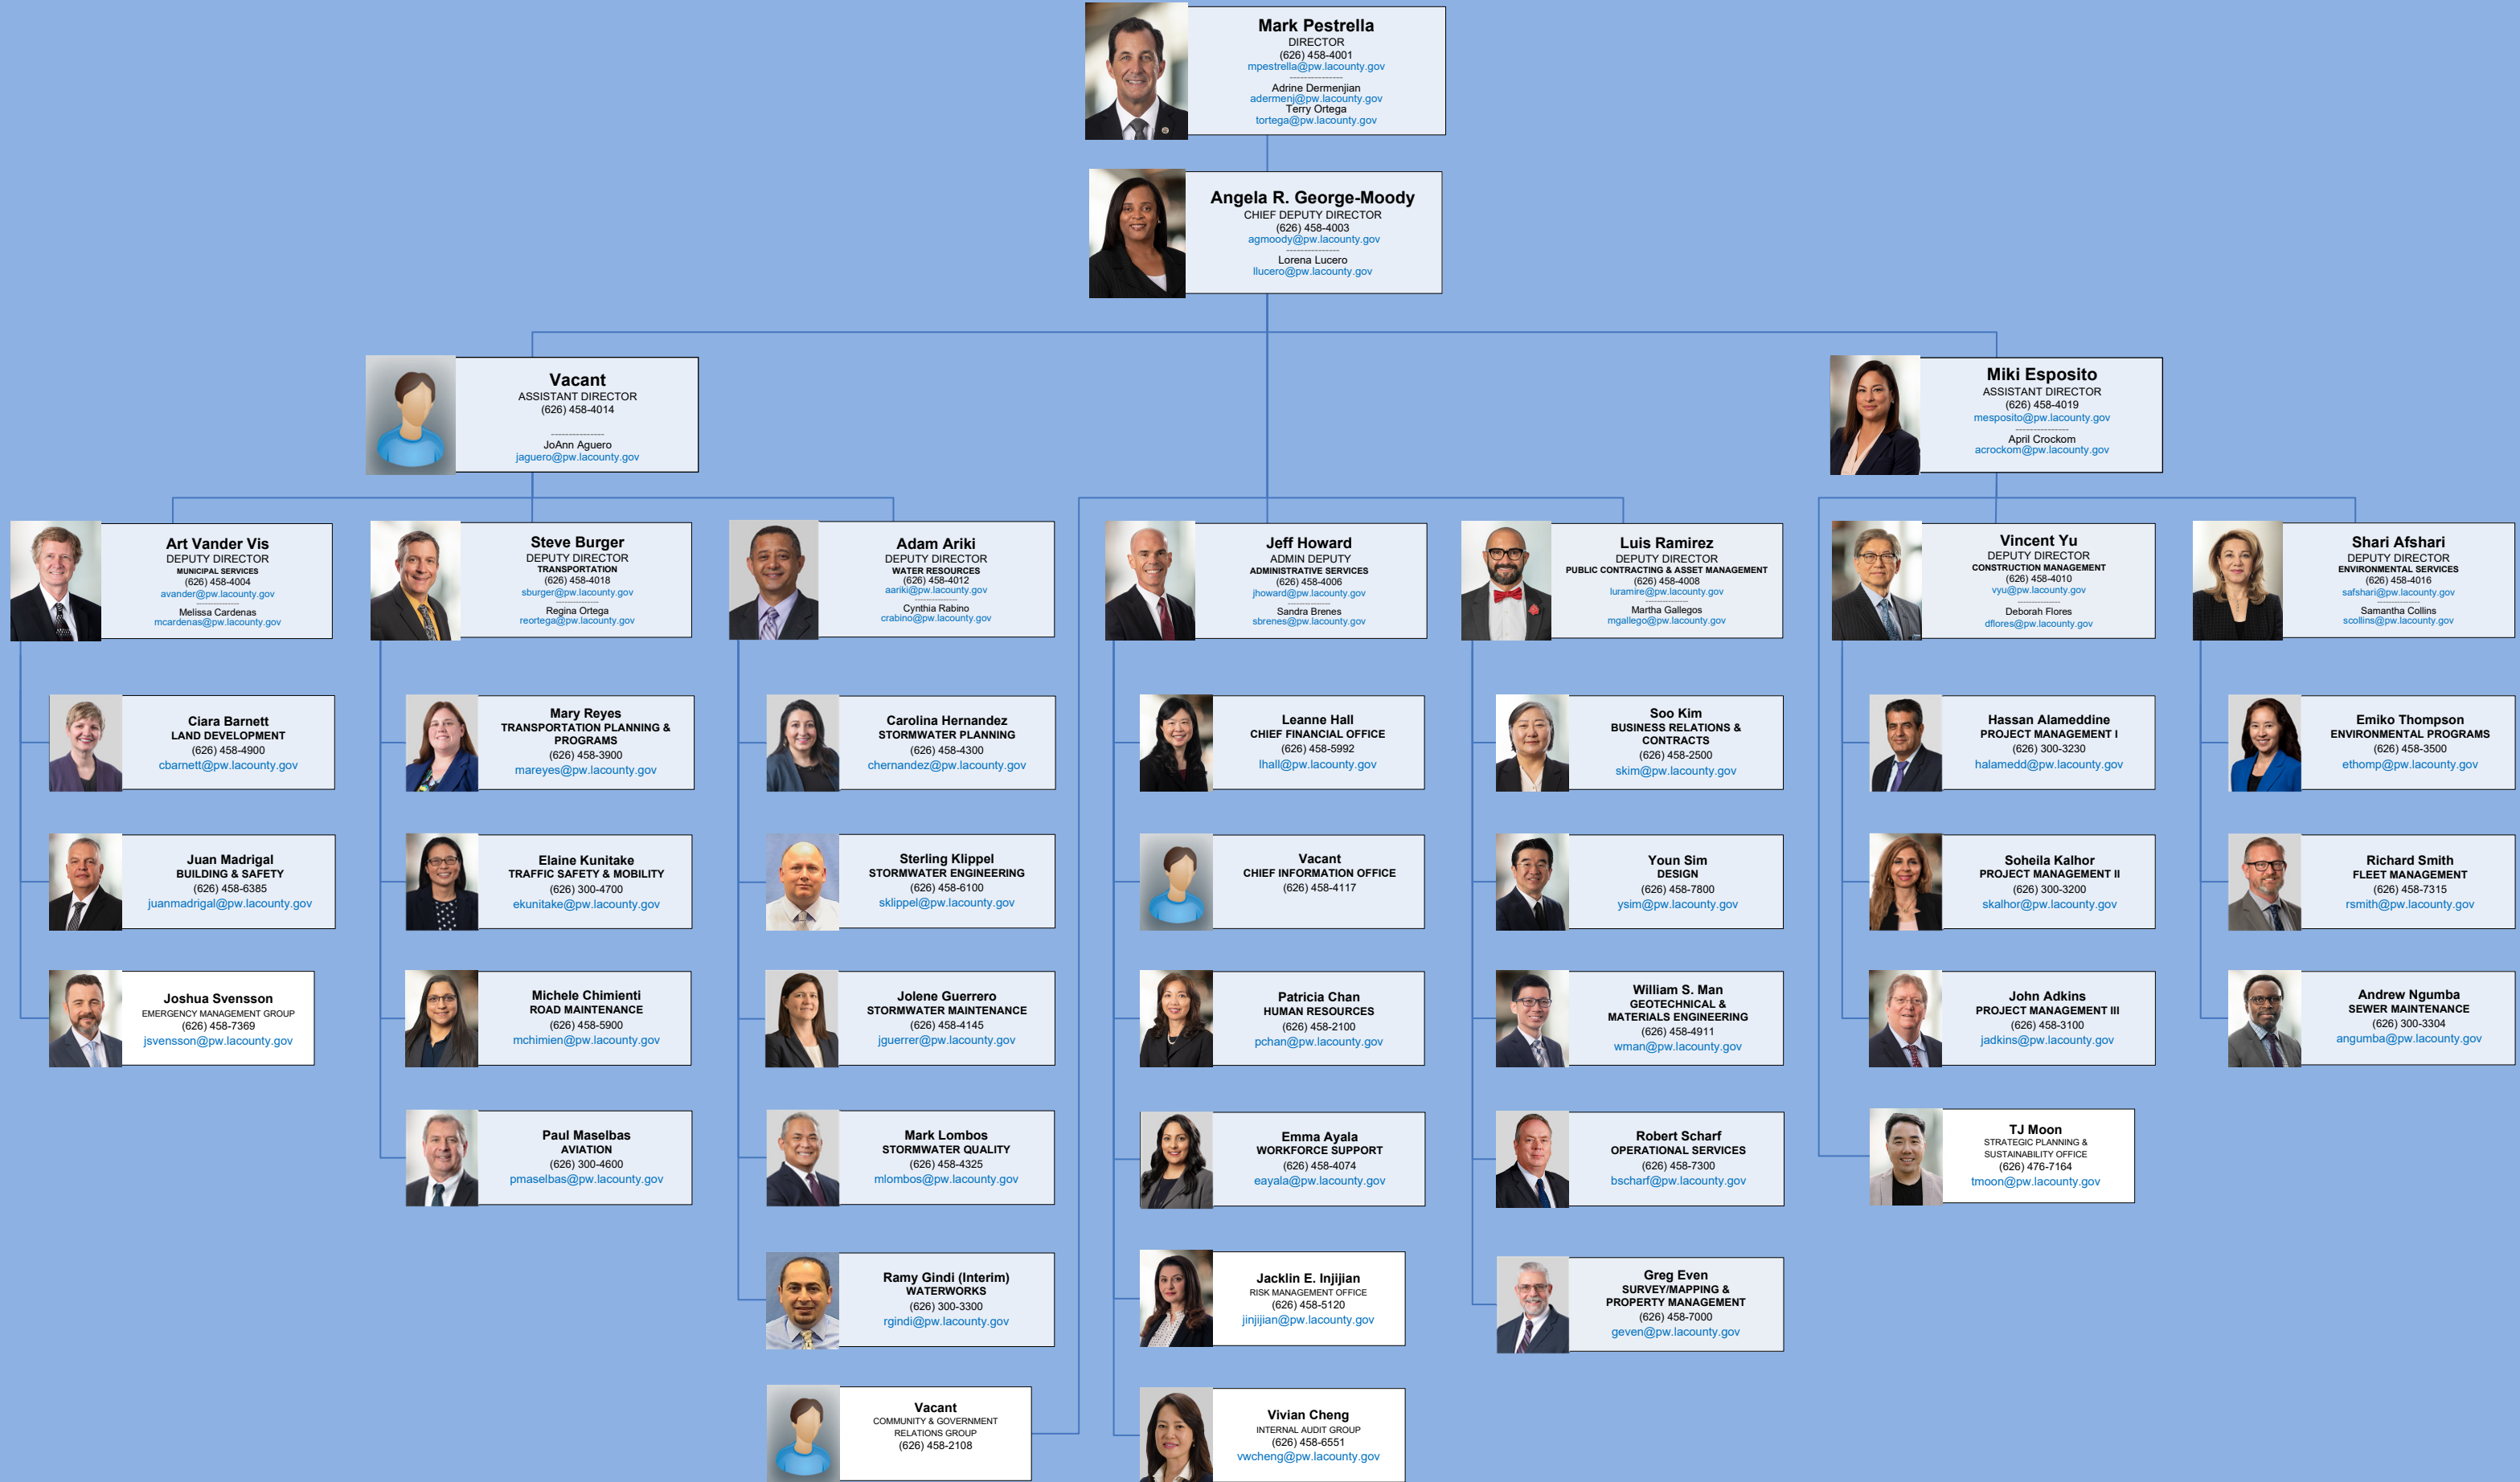 Mark Pestrella
DIRECTOR
(626) 458-4001
mpestrella@pw.lacounty.gov
---------------
Adrine Dermenjian
adermenj@pw.lacounty.gov
Terry Ortega
tortega@pw.lacounty.gov
Angela R. George-Moody
CHIEF DEPUTY DIRECTOR
(626) 458-4003
agmoody@pw.lacounty.gov
---------------
Lorena Lucero
llucero@pw.lacounty.gov
Vacant
ASSISTANT DIRECTOR
(626) 458-4014
---------------
JoAnn Aguero
jaguero@pw.lacounty.gov
Miki Esposito
ASSISTANT DIRECTOR
(626) 458-4019
mesposito@pw.lacounty.gov
---------------
April Crockom
acrockom@pw.lacounty.gov
Art Vander Vis
DEPUTY DIRECTOR
MUNICIPAL SERVICES
(626) 458-4004
avander@pw.lacounty.gov
---------------
Melissa Cardenas
mcardenas@pw.lacounty.gov
Steve Burger
DEPUTY DIRECTOR
TRANSPORTATION
(626) 458-4018
sburger@pw.lacounty.gov
---------------
Regina Ortega
reortega@pw.lacounty.gov
Adam Ariki
DEPUTY DIRECTOR
WATER RESOURCES
(626) 458-4012
aariki@pw.lacounty.gov
---------------
Cynthia Rabino
crabino@pw.lacounty.gov
Jeff Howard
ADMIN DEPUTY
ADMINISTRATIVE SERVICES
(626) 458-4006
jhoward@pw.lacounty.gov
---------------
Sandra Brenes
sbrenes@pw.lacounty.gov
Luis Ramirez
DEPUTY DIRECTOR
PUBLIC CONTRACTING & ASSET MANAGEMENT
(626) 458-4008
luramire@pw.lacounty.gov
---------------
Martha Gallegos
mgallego@pw.lacounty.gov
Vincent Yu
DEPUTY DIRECTOR
CONSTRUCTION MANAGEMENT
(626) 458-4010
vyu@pw.lacounty.gov
---------------
Deborah Flores
dflores@pw.lacounty.gov
Shari Afshari
DEPUTY DIRECTOR
ENVIRONMENTAL SERVICES
(626) 458-4016
safshari@pw.lacounty.gov
---------------
Samantha Collins
scollins@pw.lacounty.gov
Ciara Barnett
LAND DEVELOPMENT
(626) 458-4900
cbarnett@pw.lacounty.gov
Mary Reyes
TRANSPORTATION PLANNING &
PROGRAMS
(626) 458-3900
mareyes@pw.lacounty.gov
Carolina Hernandez
STORMWATER PLANNING
(626) 458-4300
chernandez@pw.lacounty.gov
Leanne Hall
CHIEF FINANCIAL OFFICE
(626) 458-5992
lhall@pw.lacounty.gov
Soo Kim
BUSINESS RELATIONS &
CONTRACTS
(626) 458-2500
skim@pw.lacounty.gov
Hassan Alameddine
PROJECT MANAGEMENT I
(626) 300-3230
halamedd@pw.lacounty.gov
Emiko Thompson
ENVIRONMENTAL PROGRAMS
(626) 458-3500
ethomp@pw.lacounty.gov
Juan Madrigal
BUILDING & SAFETY
(626) 458-6385
juanmadrigal@pw.lacounty.gov
Elaine Kunitake
TRAFFIC SAFETY & MOBILITY
(626) 300-4700
ekunitake@pw.lacounty.gov
Sterling Klippel
STORMWATER ENGINEERING
(626) 458-6100
sklippel@pw.lacounty.gov
Vacant
CHIEF INFORMATION OFFICE
(626) 458-4117
Youn Sim
DESIGN
(626) 458-7800
ysim@pw.lacounty.gov
Soheila Kalhor
PROJECT MANAGEMENT II
(626) 300-3200
skalhor@pw.lacounty.gov
Richard Smith
FLEET MANAGEMENT
(626) 458-7315
rsmith@pw.lacounty.gov
Joshua Svensson
EMERGENCY MANAGEMENT GROUP
(626) 458-7369
jsvensson@pw.lacounty.gov
Michele Chimienti
ROAD MAINTENANCE
(626) 458-5900
mchimien@pw.lacounty.gov
Jolene Guerrero
STORMWATER MAINTENANCE
(626) 458-4145
jguerrer@pw.lacounty.gov
Patricia Chan
HUMAN RESOURCES
(626) 458-2100
pchan@pw.lacounty.gov
William S. Man
GEOTECHNICAL &
MATERIALS ENGINEERING
(626) 458-4911
wman@pw.lacounty.gov
John Adkins
PROJECT MANAGEMENT III
(626) 458-3100
jadkins@pw.lacounty.gov
Andrew Ngumba
SEWER MAINTENANCE
(626) 300-3304
angumba@pw.lacounty.gov
Paul Maselbas
AVIATION
(626) 300-4600
pmaselbas@pw.lacounty.gov
Mark Lombos
STORMWATER QUALITY
(626) 458-4325
mlombos@pw.lacounty.gov
Emma Ayala
WORKFORCE SUPPORT
(626) 458-4074
eayala@pw.lacounty.gov
Robert Scharf
OPERATIONAL SERVICES
(626) 458-7300
bscharf@pw.lacounty.gov
TJ Moon
STRATEGIC PLANNING &
SUSTAINABILITY OFFICE
(626) 476-7164
tmoon@pw.lacounty.gov
Ramy Gindi (Interim)
WATERWORKS
(626) 300-3300
rgindi@pw.lacounty.gov
Jacklin E. Injijian
RISK MANAGEMENT OFFICE
(626) 458-5120
jinjijian@pw.lacounty.gov
Greg Even
SURVEY/MAPPING &
PROPERTY MANAGEMENT
(626) 458-7000
geven@pw.lacounty.gov
Vacant
COMMUNITY & GOVERNMENT
RELATIONS GROUP
(626) 458-2108
Vivian Cheng
INTERNAL AUDIT GROUP
(626) 458-6551
vwcheng@pw.lacounty.gov